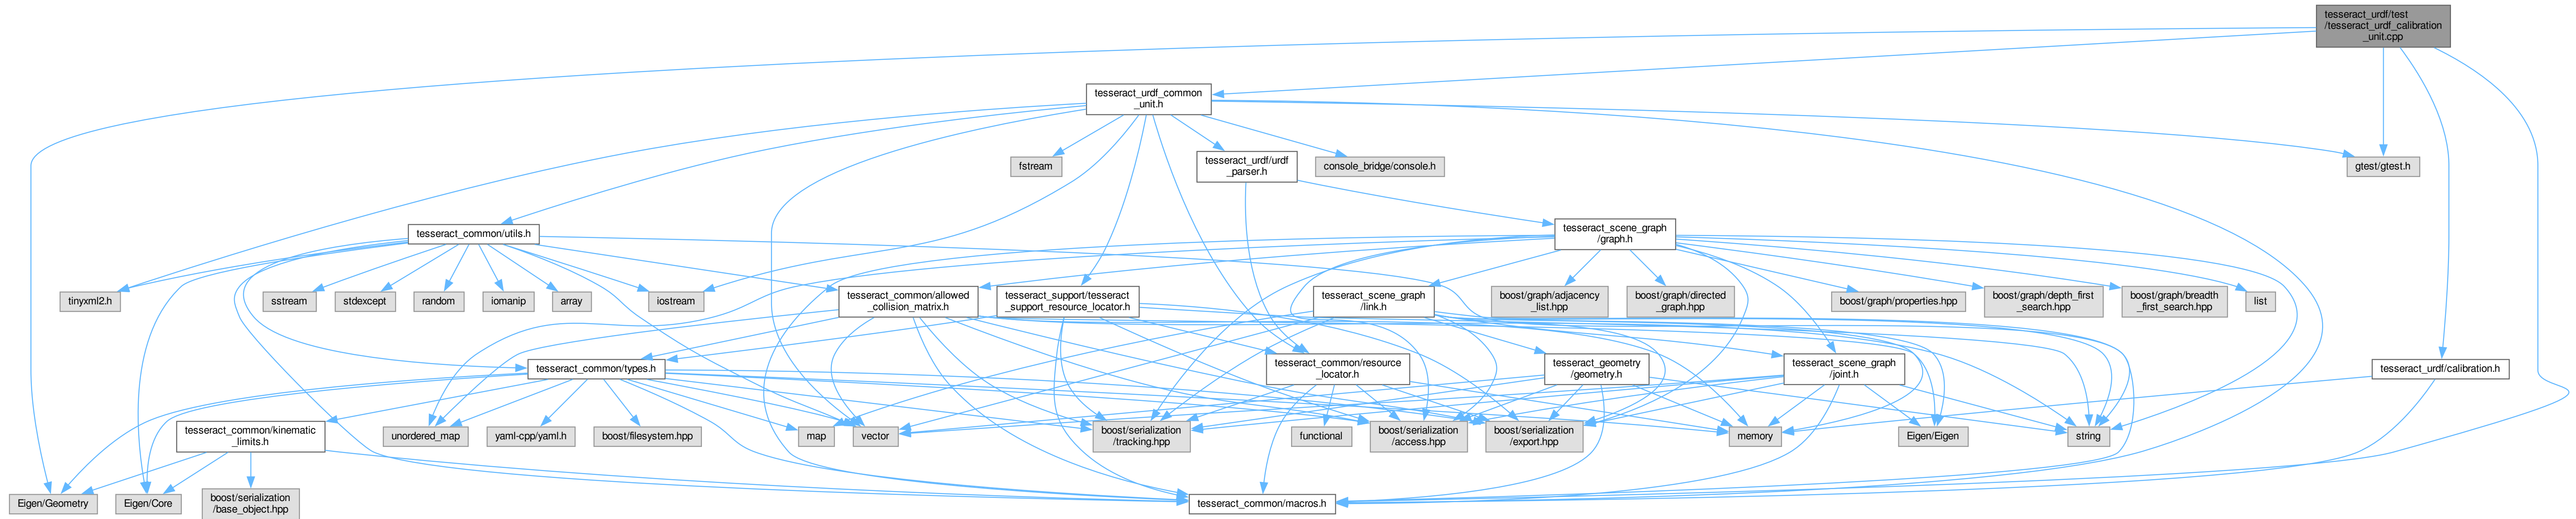 tesseract_urdf/test
/tesseract_urdf_calibration
_unit.cpp
tesseract_urdf_common
_unit.h
fstream
tesseract_urdf/urdf
_parser.h
console_bridge/console.h
gtest/gtest.h
tesseract_common/utils.h
tesseract_scene_graph
/graph.h
tinyxml2.h
sstream
stdexcept
random
iomanip
array
iostream
tesseract_common/allowed
_collision_matrix.h
tesseract_support/tesseract
_support_resource_locator.h
tesseract_scene_graph
/link.h
boost/graph/adjacency
_list.hpp
boost/graph/directed
_graph.hpp
boost/graph/properties.hpp
boost/graph/depth_first
_search.hpp
boost/graph/breadth
_first_search.hpp
list
tesseract_common/types.h
tesseract_common/resource
_locator.h
tesseract_geometry
/geometry.h
tesseract_scene_graph
/joint.h
tesseract_urdf/calibration.h
tesseract_common/kinematic
_limits.h
unordered_map
yaml-cpp/yaml.h
boost/filesystem.hpp
map
vector
boost/serialization
/tracking.hpp
functional
boost/serialization
/access.hpp
boost/serialization
/export.hpp
memory
Eigen/Eigen
string
Eigen/Geometry
Eigen/Core
boost/serialization
/base_object.hpp
tesseract_common/macros.h